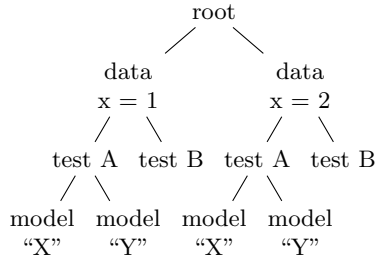 root
data data
x = 1 x = 2
test A test B test A test B
model model model model
“X” “Y” “X” “Y”